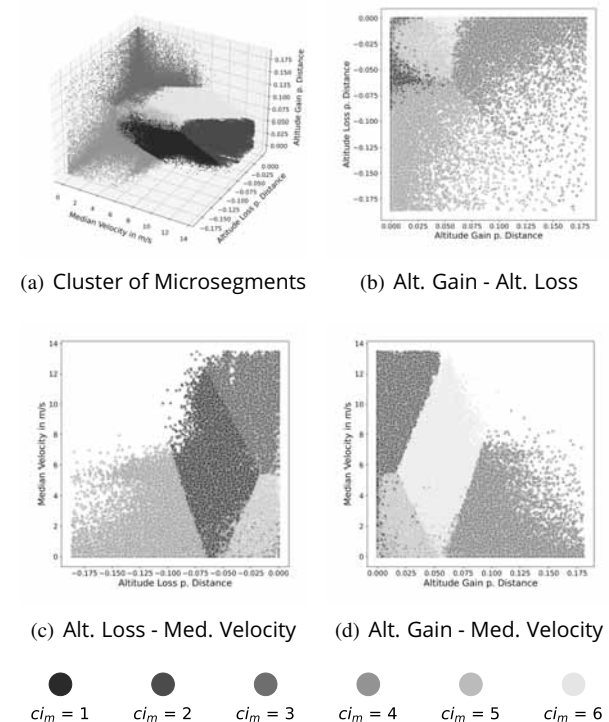 0.175
0.150
0.125
0.100
0.075
0.050
0.025
0.000
Altitude Gain p. Distance
0.000
−0.025
−0.050
−0.075
−0.100
−0.125
−0.150
−0.175
Altitude Loss p. Distance
0 2 4 6 8 10 12 14
Median Velocity in m/s
(a) Cluster of Microsegments
0.000
−0.025
−0.050
−0.075
−0.100
−0.125
−0.150
−0.175
Altitude Loss p. Distance
0.000 0.025 0.050 0.075 0.100 0.125 0.150 0.175
Altitude Gain p. Distance
(b) Alt. Gain - Alt. Loss
14
12
10
8
6
4
2
0
Median Velocity in m/s
−0.175−0.150−0.125−0.100−0.075−0.050−0.025 0.000
Altitude Loss p. Distance
(c) Alt. Loss - Med. Velocity
14
12
10
8
6
4
2
0
Median Velocity in m/s
0.000 0.025 0.050 0.075 0.100 0.125 0.150 0.175
Altitude Gain p. Distance
(d) Alt. Gain - Med. Velocity
ci_m = 1 ci_m = 2 ci_m = 3 ci_m = 4 ci_m = 5 ci_m = 6